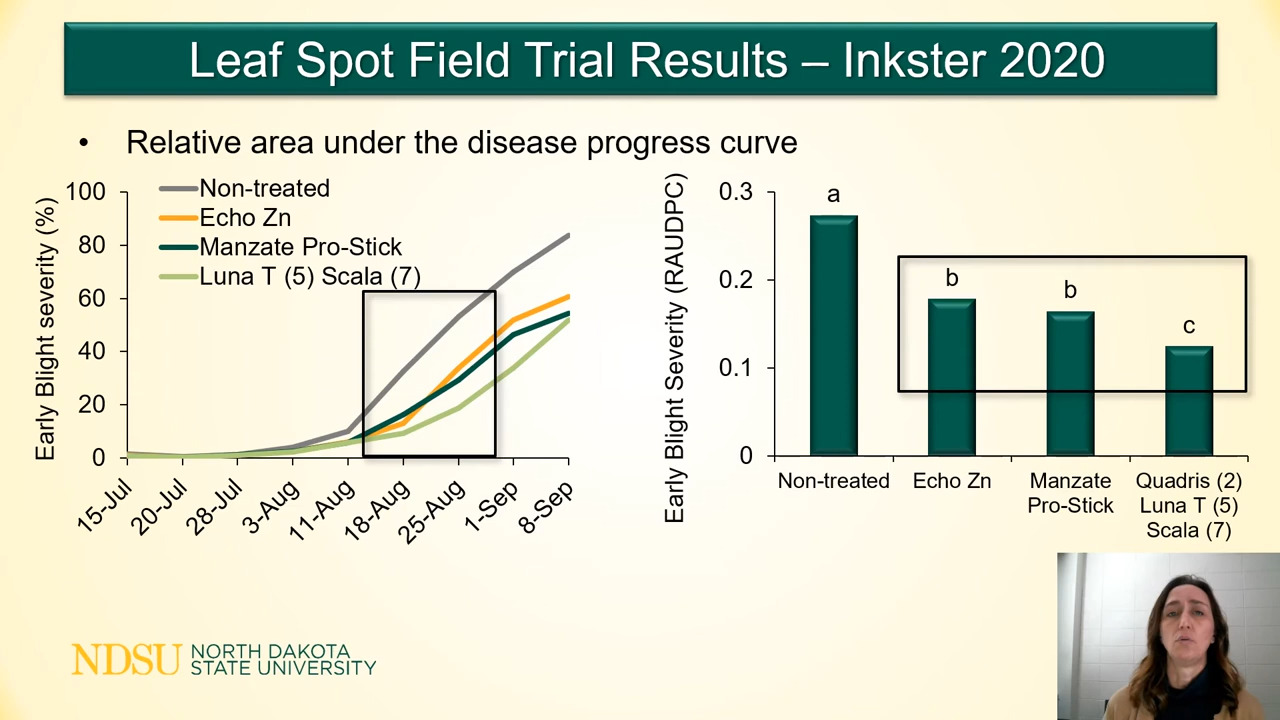 Leaf Spot Field Trial Results – Inkster 2020
• Relative area under the disease progress curve
Early Blight severity (%)
100
80
60
40
20
0
Non-treated
Echo Zn
Manzate Pro-Stick
Luna T (5) Scala (7)
15-Jul
20-Jul
28-Jul
3-Aug
11-Aug
18-Aug
25-Aug
1-Sep
8-Sep
Early Blight Severity (RAUDPC)
0.3
0.2
0.1
0
a
b
b
c
Non-treated
Echo Zn
Manzate
Pro-Stick
Quadris (2)
Luna T (5)
Scala (7)
NDSU
NORTH DAKOTA
STATE UNIVERSITY